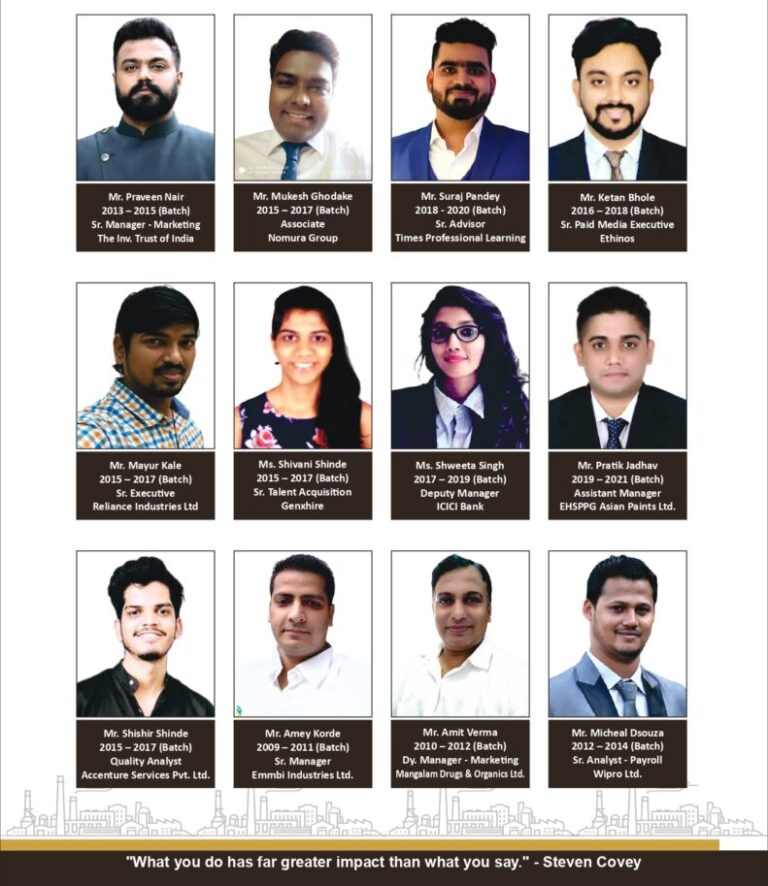 Mr. Praveen Nair
2013 – 2015 (Batch)
Sr. Manager - Marketing
The Inv. Trust of India
Mr. Mukesh Ghodake
2015 – 2017 (Batch)
Associate
Nomura Group
Mr. Suraj Pandey
2018 - 2020 (Batch)
Sr. Advisor
Times Professional Learning
Mr. Ketan Bhole
2016 – 2018 (Batch)
Sr. Paid Media Executive
Ethinos
Mr. Mayur Kale
2015 – 2017 (Batch)
Sr. Executive
Reliance Industries Ltd
Ms. Shivani Shinde
2015 – 2017 (Batch)
Sr. Talent Acquisition
Genxhire
Ms. Shweeta Singh
2017 – 2019 (Batch)
Deputy Manager
ICICI Bank
Mr. Pratik Jadhav
2019 – 2021 (Batch)
Assistant Manager
EHSPPG Asian Paints Ltd.
Mr. Shishir Shinde
2015 – 2017 (Batch)
Quality Analyst
Accenture Services Pvt. Ltd.
Mr. Amey Korde
2009 – 2011 (Batch)
Sr. Manager
Emmbi Industries Ltd.
Mr. Amit Verma
2010 – 2012 (Batch)
Dy. Manager - Marketing
Mangalam Drugs & Organics Ltd.
Mr. Micheal Dsouza
2012 – 2014 (Batch)
Sr. Analyst - Payroll
Wipro Ltd.
"What you do has far greater impact than what you say." - Steven Covey